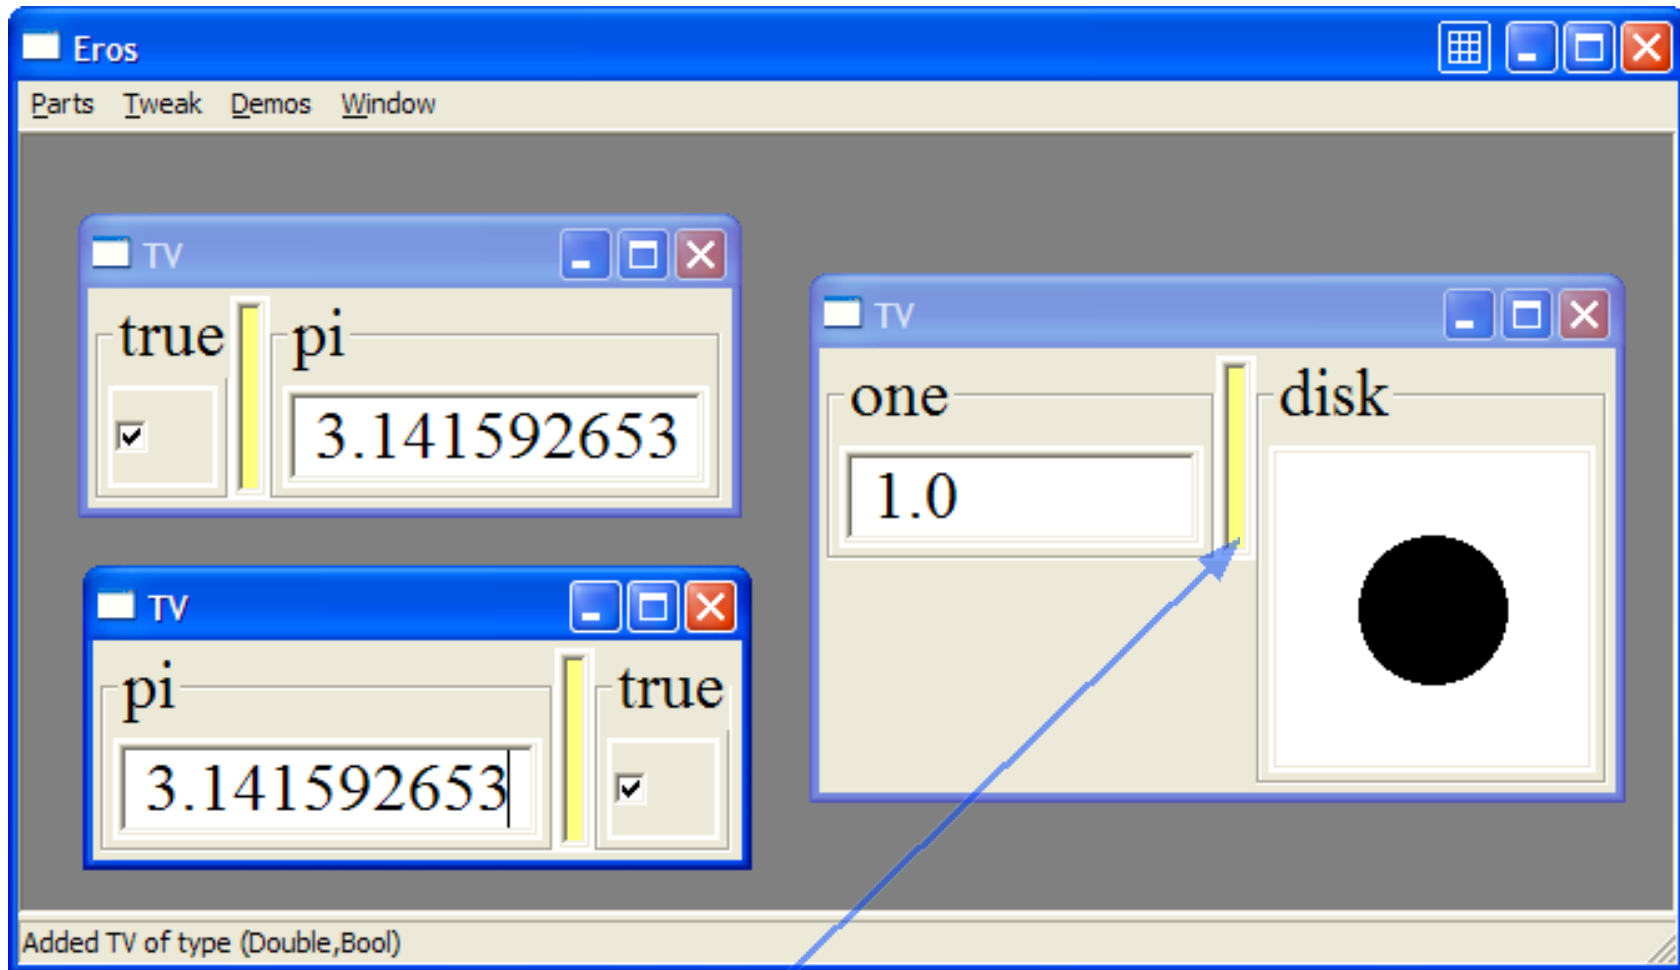 Eros
Parts Tweak Demos Window
TV
true pi
3.141592653
TV
one disk
1.0
TV
pi true
3.141592653
Added TV of type (Double,Bool)